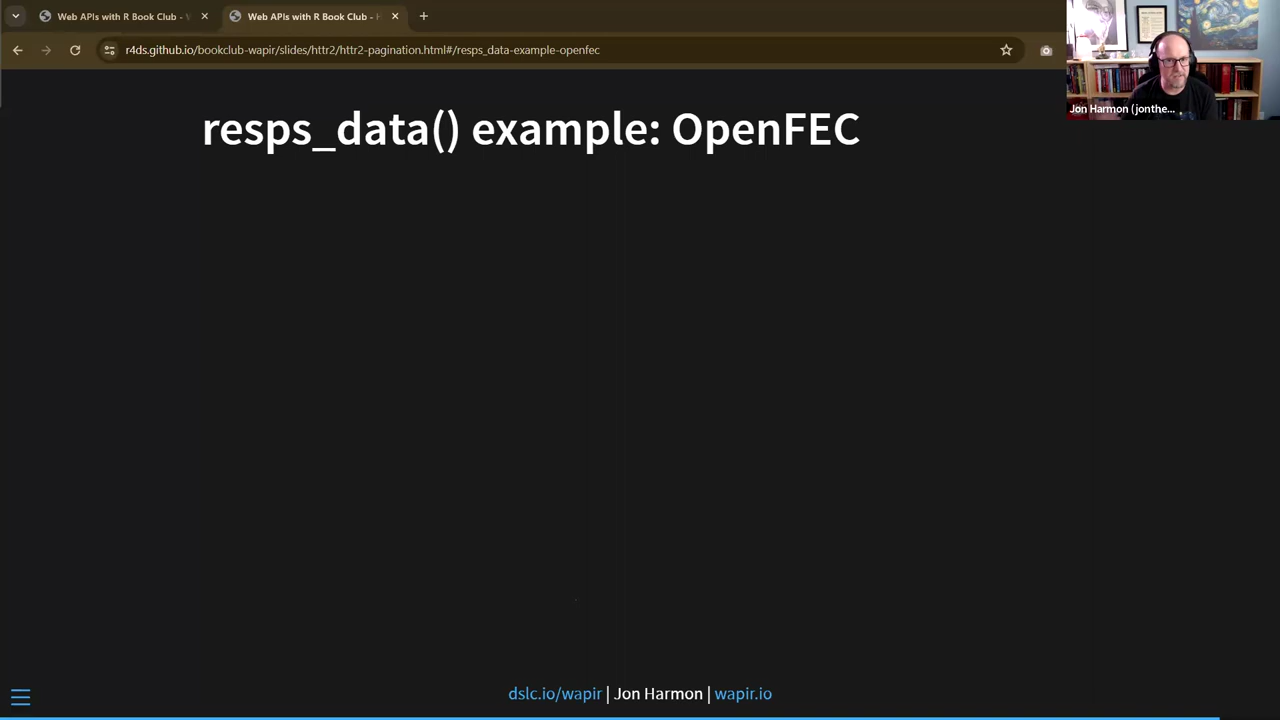 Web APIs with R Book Club -
Web APIs with R Book Club -
r4ds.github.io/bookclub-wapir/slides/httr2/httr2-pagination.html#/resps_data-example-openfec
Jon Harmon (jonthe...
resps_data() example: OpenFEC
dslc.io/wapir | Jon Harmon | wapir.io